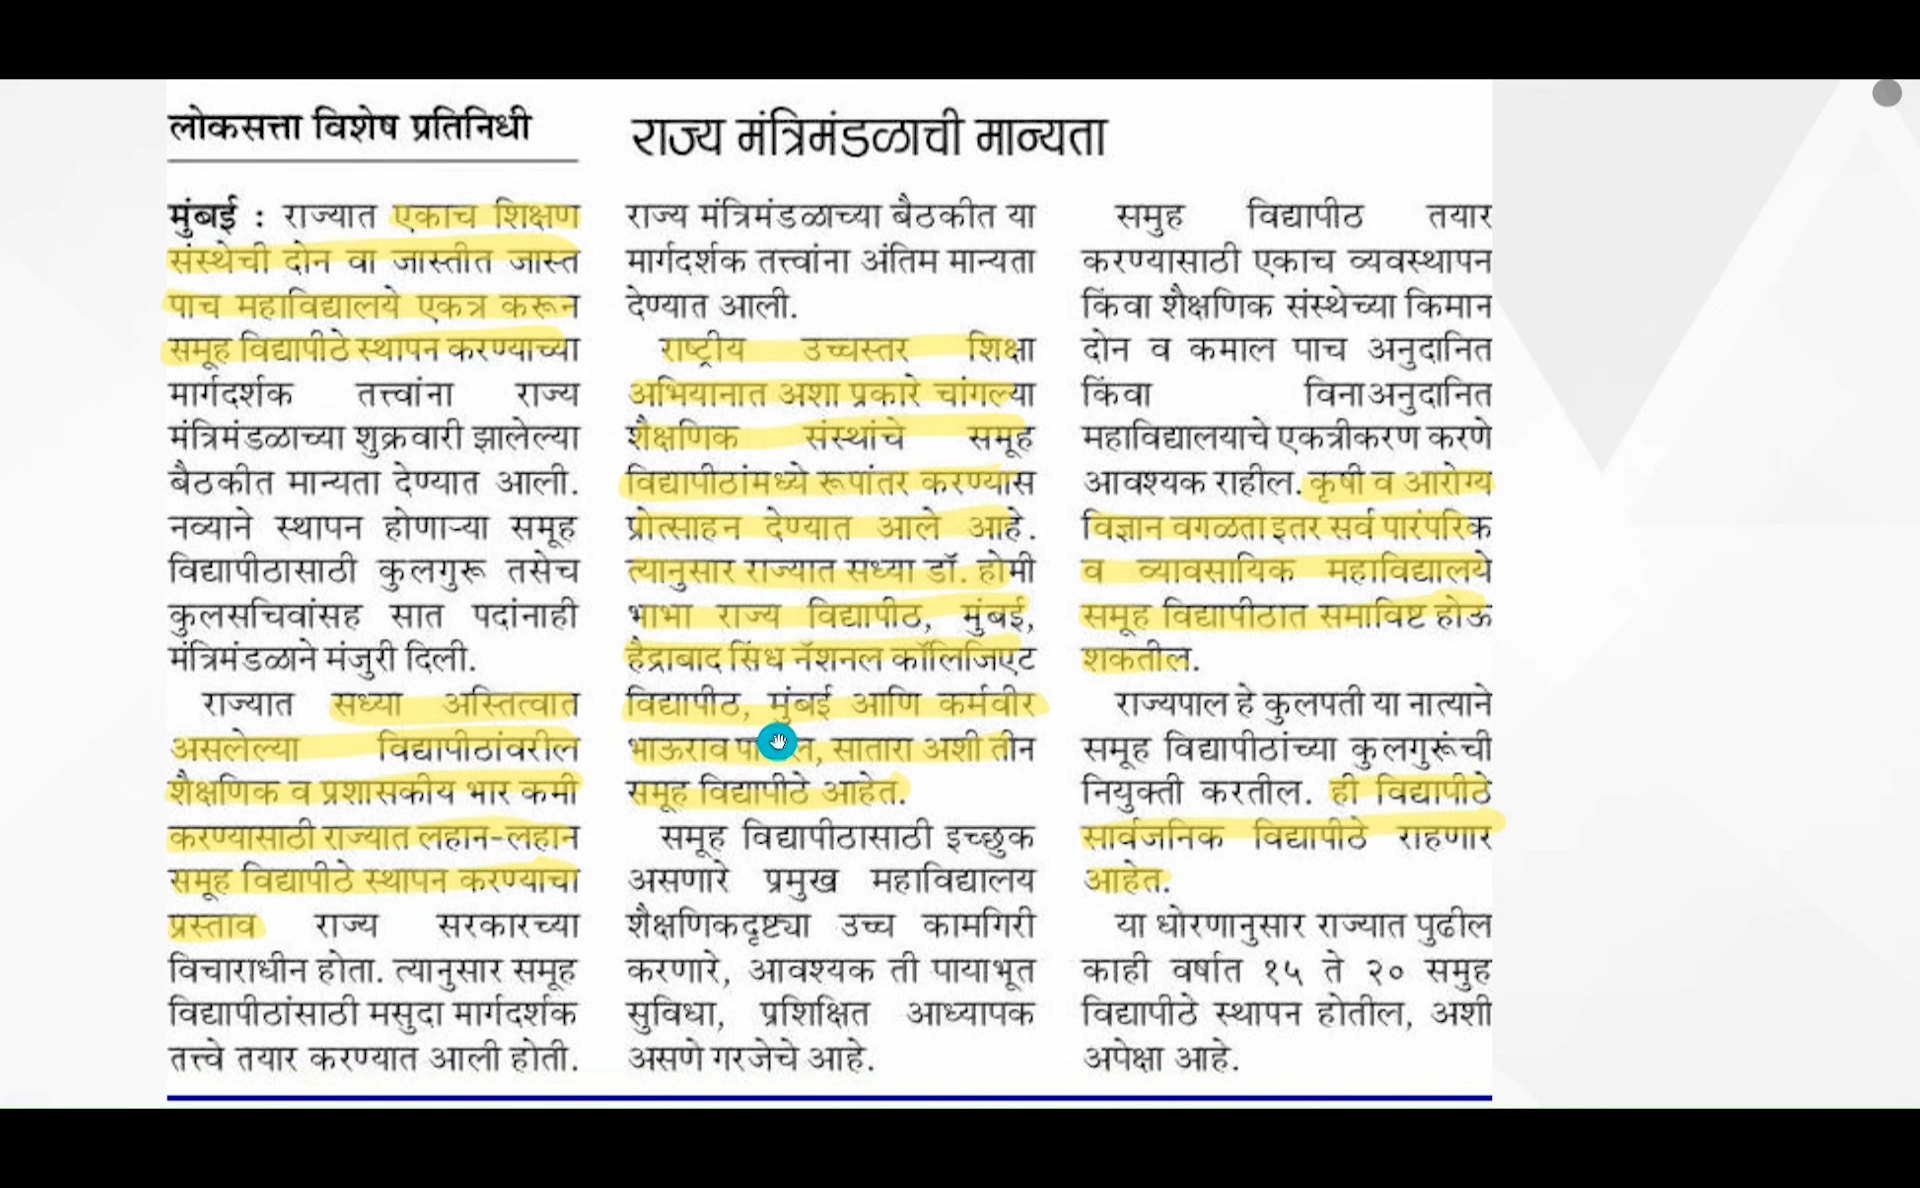 लोकसत्ता विशेष प्रतिनिधी
राज्य मंत्रिमंडळाची मान्यता
मुंबई : राज्यात एकाच शिक्षण
संस्थेची दोन वा जास्तीत जास्त
पाच महाविद्यालये एकत्र करून
समूह विद्यापीठे स्थापन करण्याच्या
मार्गदर्शक तत्त्वांना राज्य
मंत्रिमंडळाच्या शुक्रवारी झालेल्या
बैठकीत मान्यता देण्यात आली.
नव्याने स्थापन होणाऱ्या समूह
विद्यापीठासाठी कुलगुरू तसेच
कुलसचिवांसह सात पदांनाही
मंत्रिमंडळाने मंजुरी दिली.
राज्यात सध्या अस्तित्वात
असलेल्या विद्यापीठांवरील
शैक्षणिक व प्रशासकीय भार कमी
करण्यासाठी राज्यात लहान-लहान
समूह विद्यापीठे स्थापन करण्याचा
प्रस्ताव राज्य सरकारच्या
विचाराधीन होता. त्यानुसार समूह
विद्यापीठांसाठी मसुदा मार्गदर्शक
तत्त्वे तयार करण्यात आली होती.
राज्य मंत्रिमंडळाच्या बैठकीत या
मार्गदर्शक तत्त्वांना अंतिम मान्यता
देण्यात आली.
राष्ट्रीय उच्चस्तर शिक्षा
अभियानात अशा प्रकारे चांगल्या
शैक्षणिक संस्थांचे समूह
विद्यापीठांमध्ये रूपांतर करण्यास
प्रोत्साहन देण्यात आले आहे.
त्यानुसार राज्यात सध्या डॉ. होमी
भाभा राज्य विद्यापीठ, मुंबई,
हैद्राबाद सिंध नॅशनल कॉलिजिएट
विद्यापीठ, मुंबई आणि कर्मवीर
भाऊराव सातारा अशी तीन
समूह विद्यापीठे आहेत.
समूह विद्यापीठासाठी इच्छुक
असणारे प्रमुख महाविद्यालय
शैक्षणिकदृष्ट्या उच्च कामगिरी
करणारे, आवश्यक ती पायाभूत
सुविधा, प्रशिक्षित आध्यापक
असणे गरजेचे आहे.
समुह विद्यापीठ तयार
करण्यासाठी एकाच व्यवस्थापन
किंवा शैक्षणिक संस्थेच्या किमान
दोन व कमाल पाच अनुदानित
किंवा विनाअनुदानित
महाविद्यालयाचे एकत्रीकरण करणे
आवश्यक राहील. कृषी व आरोग्य
विज्ञान वगळता इतर सर्व पारंपरिक
व व्यावसायिक महाविद्यालये
समूह विद्यापीठात समाविष्ट होऊ
शकतील.
राज्यपाल हे कुलपती या नात्याने
समूह विद्यापीठांच्या कुलगुरूंची
नियुक्ती करतील. ही विद्यापीठे
सार्वजनिक विद्यापीठे राहणार
आहेत.
या धोरणानुसार राज्यात पुढील
काही वर्षात १५ ते २० समुह
विद्यापीठे स्थापन होतील, अशी
अपेक्षा आहे.